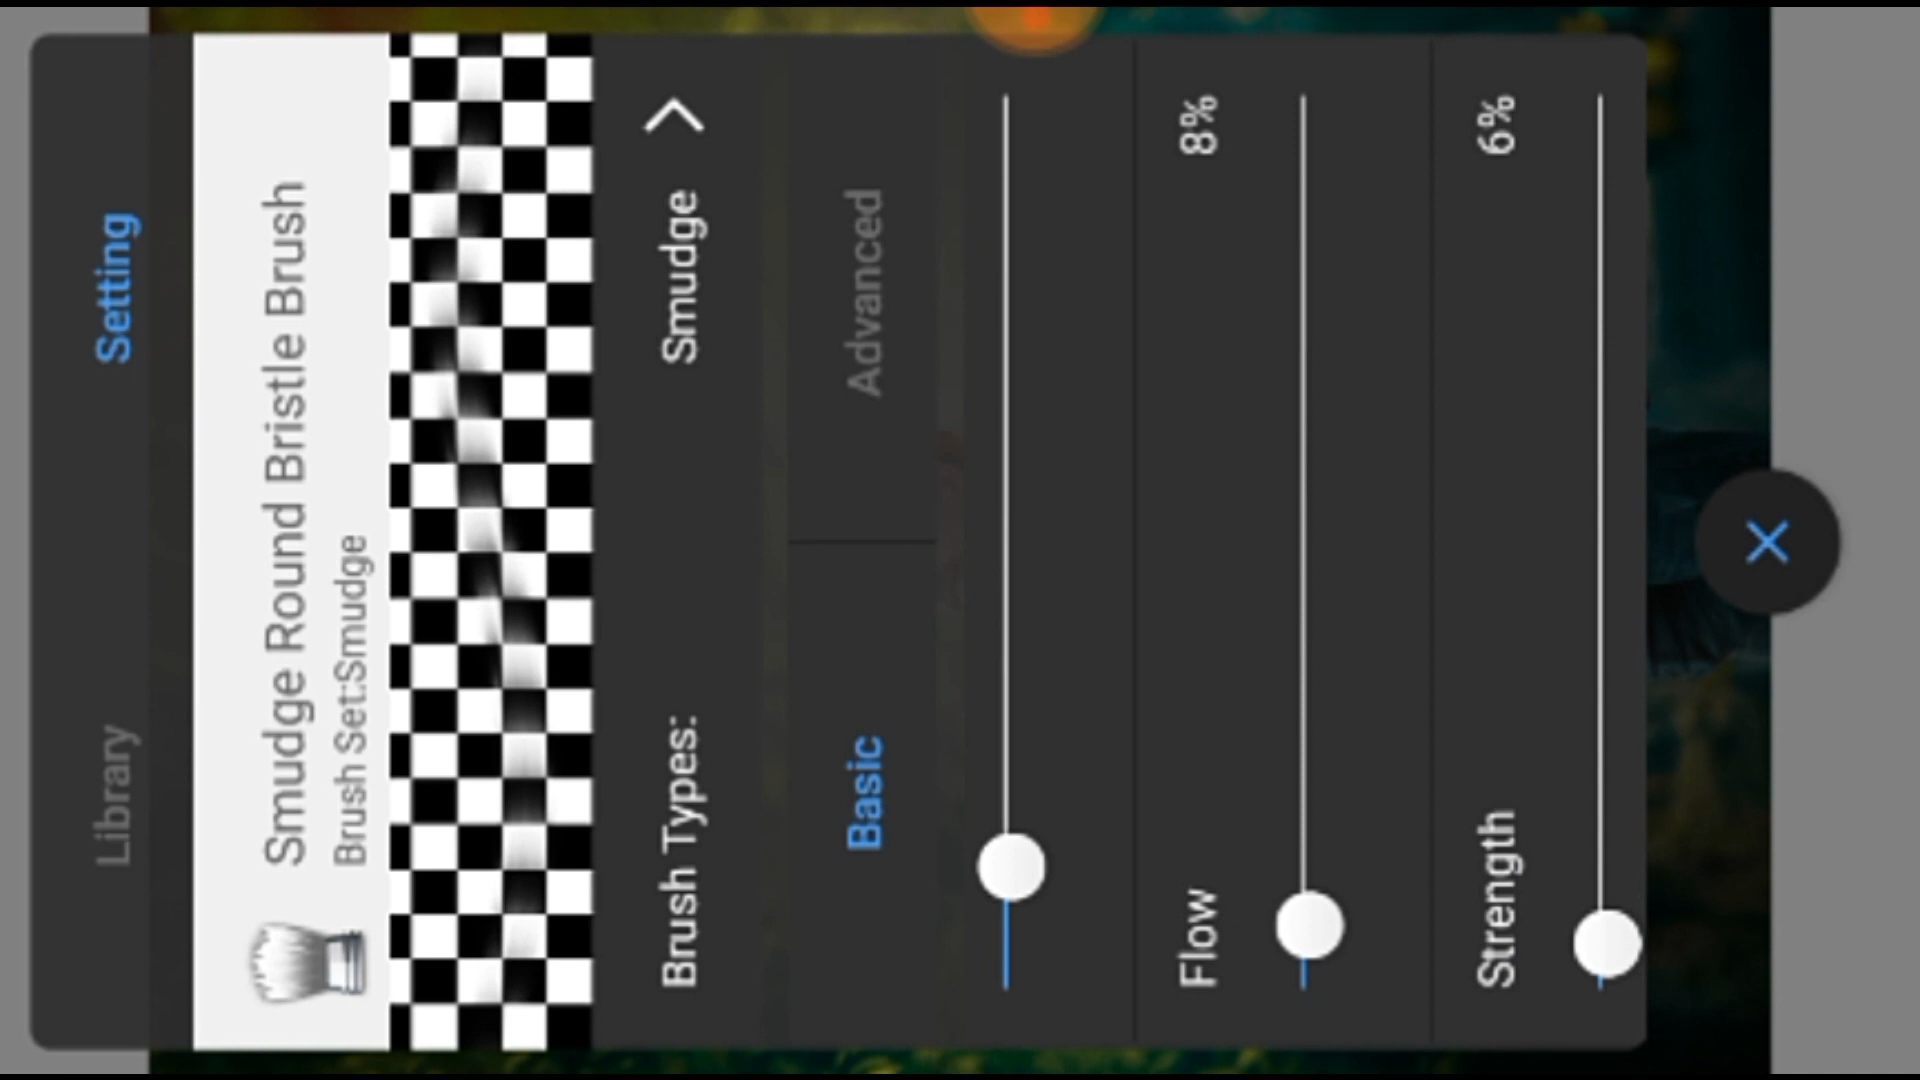 Library
Setting
Smudge Round Bristle Brush
Brush Set:Smudge
Brush Types:
Smudge
Basic
Advanced
Flow
8%
Strength
6%